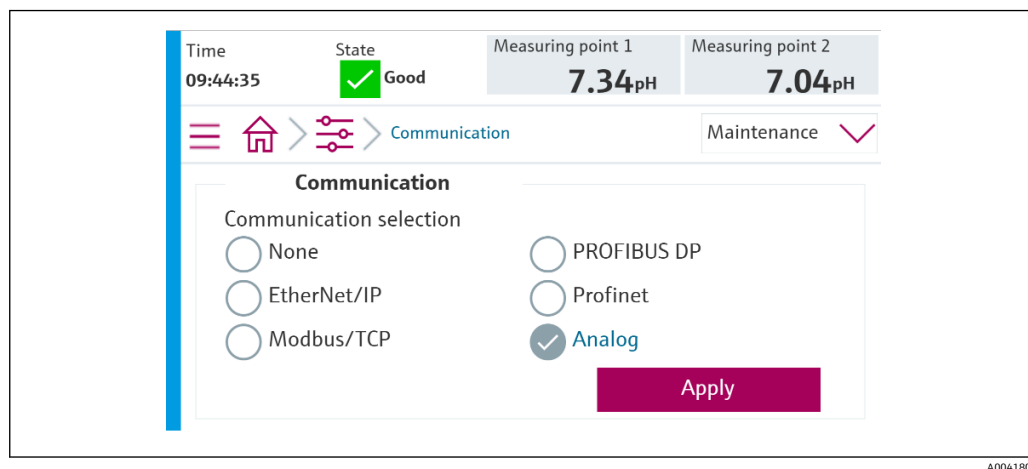 Time State Measuring point 1 Measuring point 2
09:44:35 Good 7.34pH 7.04pH
Communication Maintenance
Communication
Communication selection
None PROFIBUS DP
EtherNet/IP Profinet
Modbus/TCP Analog
Apply